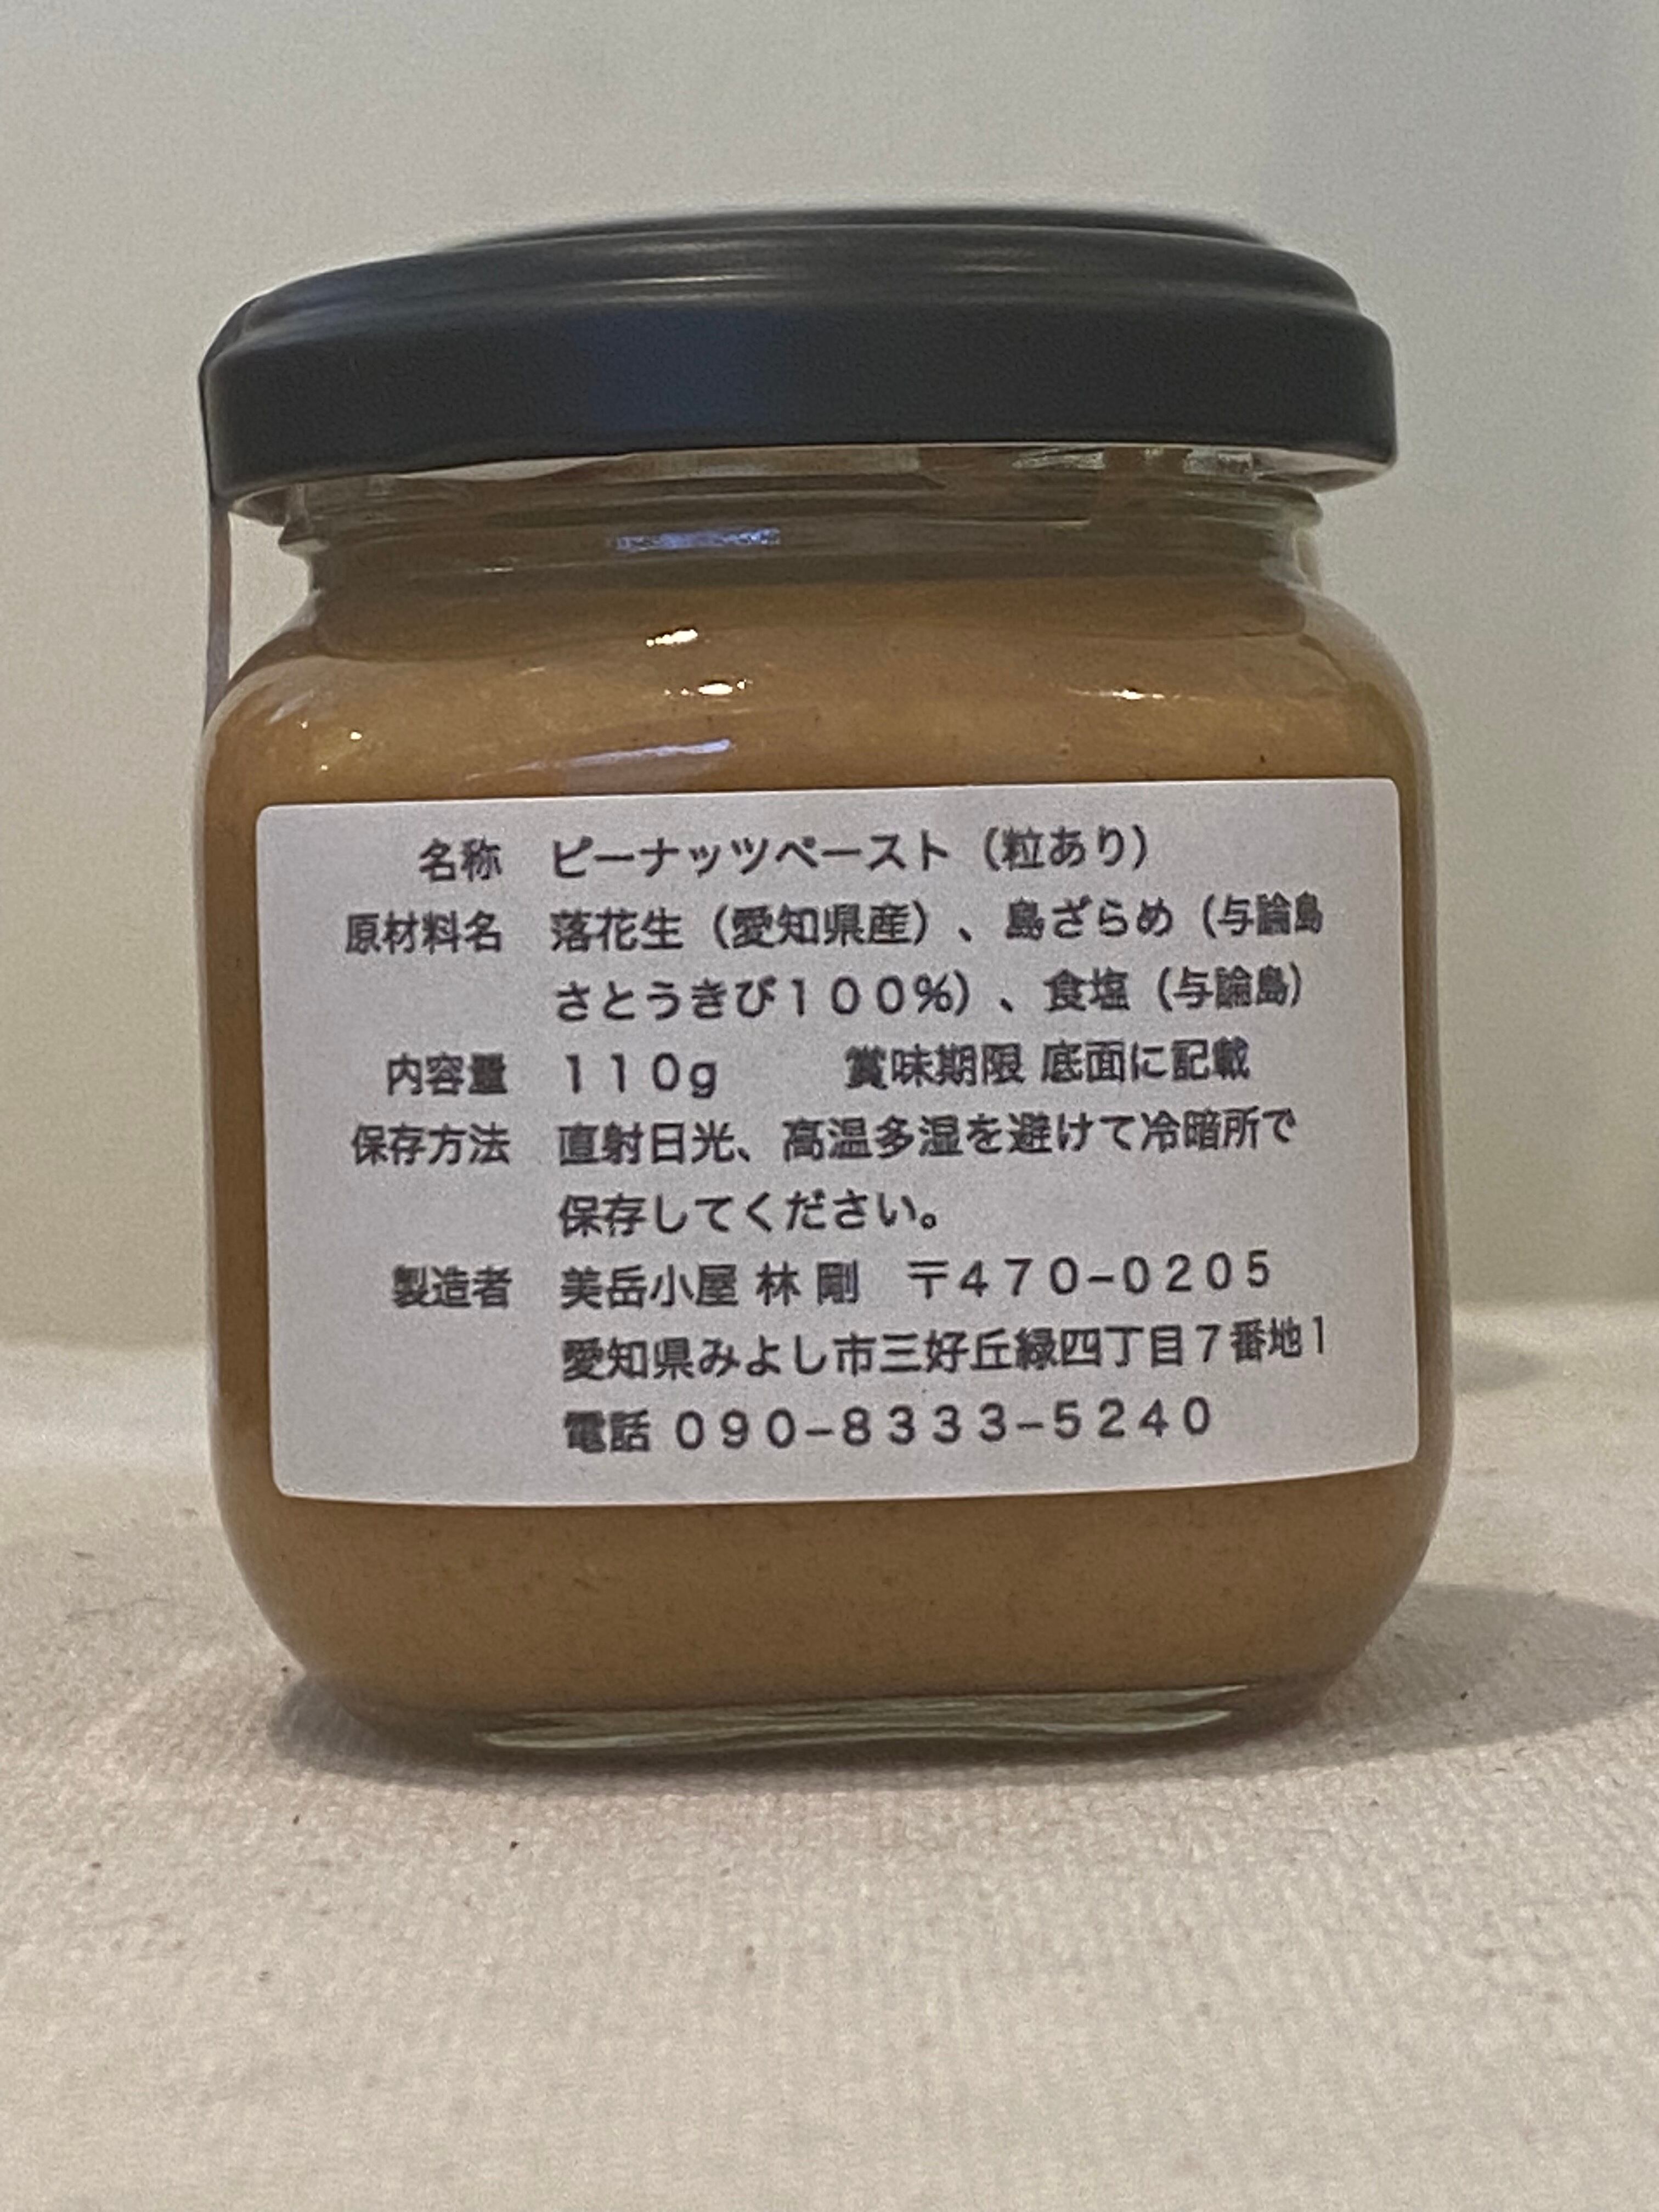 名称 ピーナッツペースト（粒あり）
原材料名 落花生（愛知県産）、島ざらめ（与論島
さとうきび１００%）、食塩（与論島）
内容量 １１０g 賞味期限 底面に記載
保存方法 直射日光、高温多湿を避けて冷暗所で
保存してください。
製造者 美岳小屋 林 剛 〒４７０−０２０５
愛知県みよし市三好丘緑四丁目７番地１
電話 ０９０−８３３３−５２４０